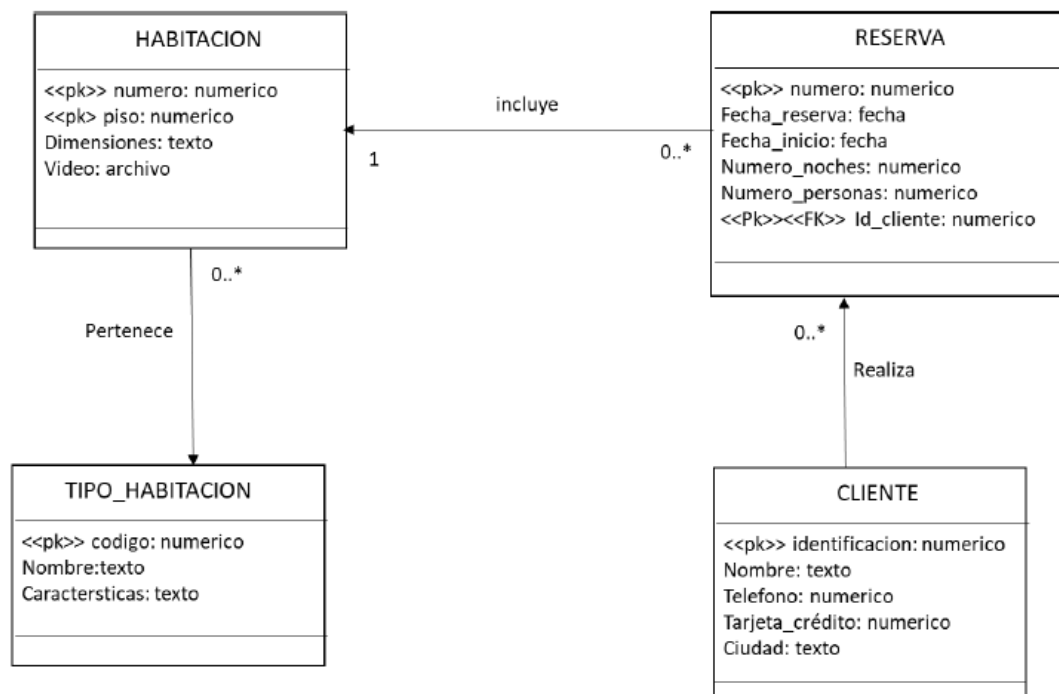 HABITACION
<<pk>> numero: numerico
<<pk> piso: numerico
Dimensiones: texto
Video: archivo
incluye
1
0..*
RESERVA
<<pk>> numero: numerico
Fecha_reserva: fecha
Fecha_inicio: fecha
Numero_noches: numerico
Numero_personas: numerico
<<Pk>><<FK>> Id_cliente: numerico
0..*
Pertenece
0..*
Realiza
TIPO_HABITACION
<<pk>> codigo: numerico
Nombre:texto
Caractersticas: texto
CLIENTE
<<pk>> identificacion: numerico
Nombre: texto
Telefono: numerico
Tarjeta_crédito: numerico
Ciudad: texto